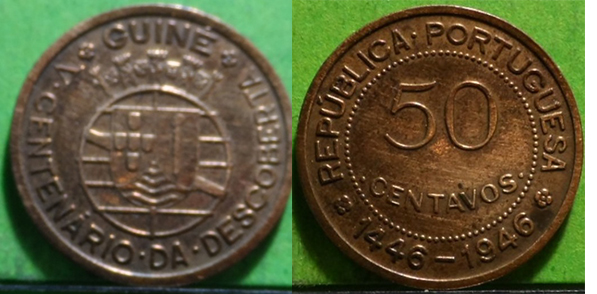 GUINÉ
V·CENTENÁRIO·DA·DESCOBERTA
REPÚBLICA·PORTUGUESA
50
CENTAVOS.
1446-1946